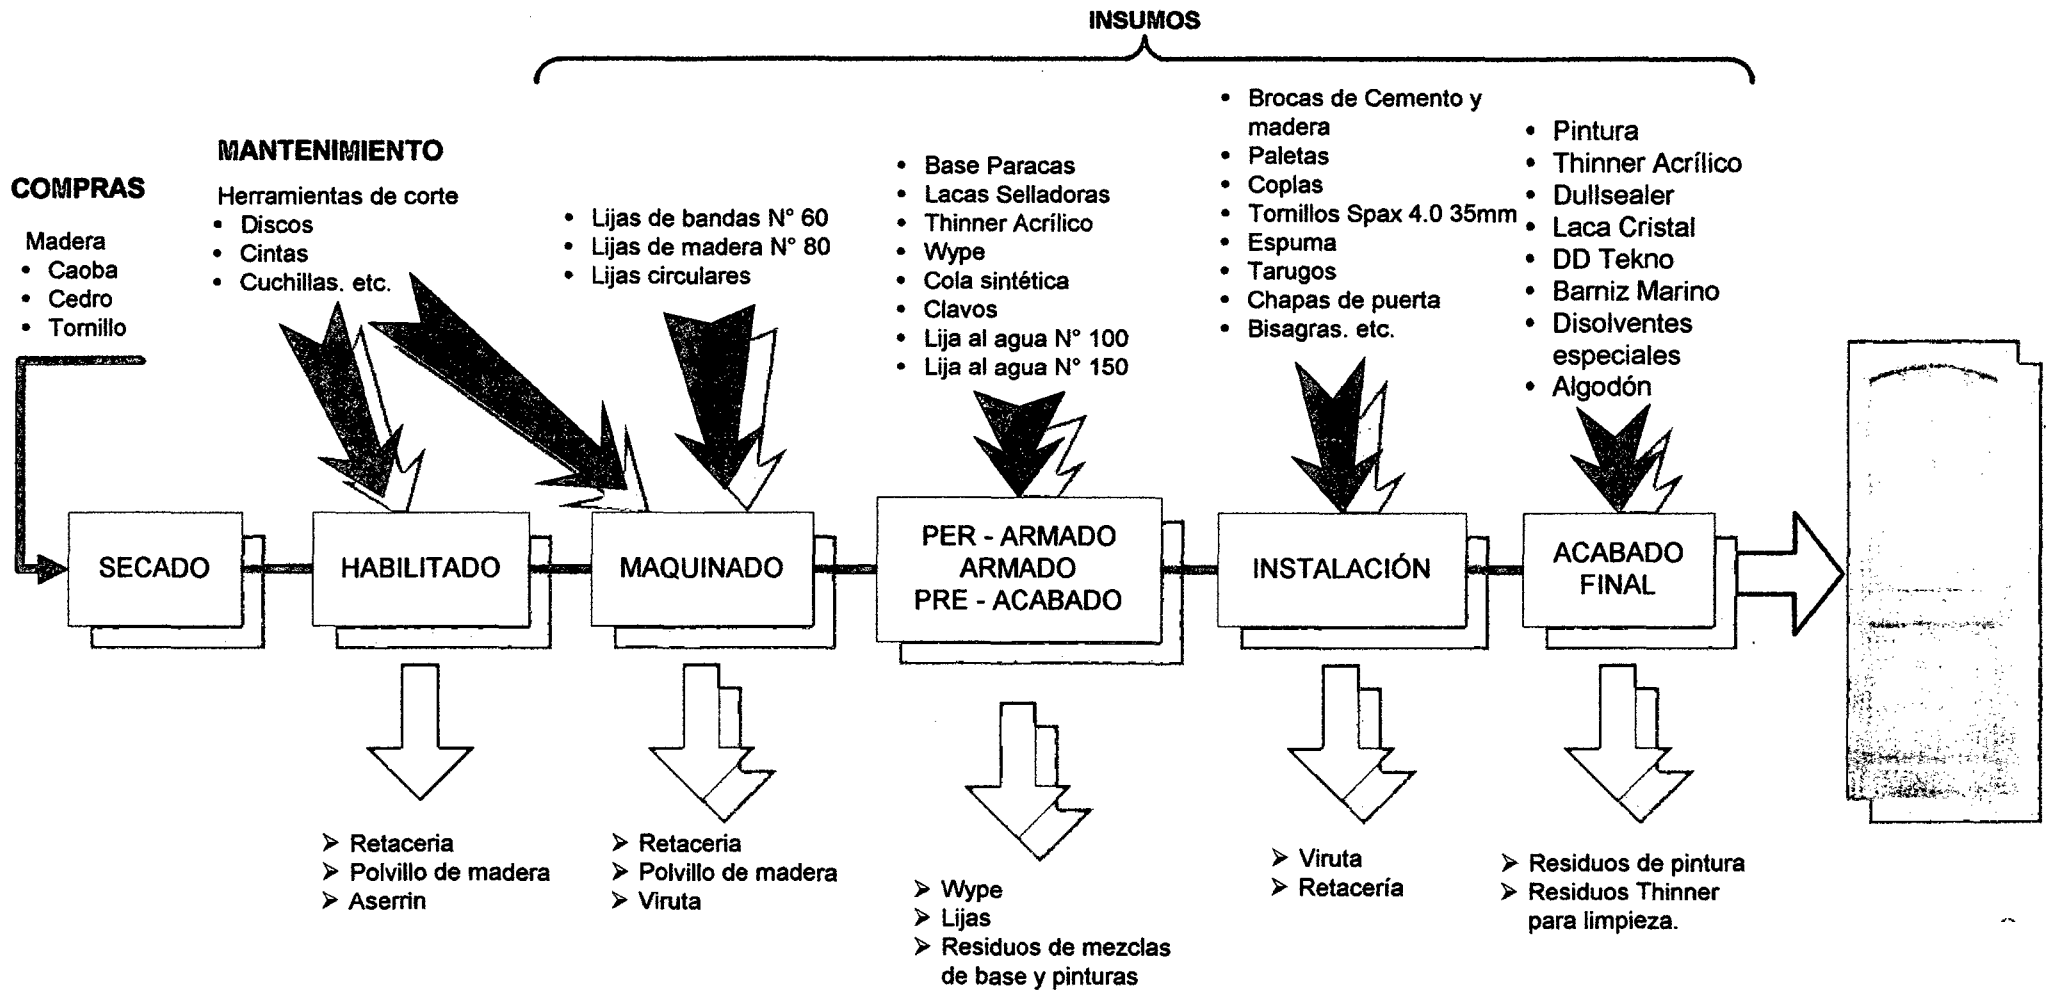 INSUMOS
COMPRAS
Madera
• Caoba
• Cedro
• Tornillo
MANTENIMIENTO
Herramientas de corte
• Discos
• Cintas
• Cuchillas. etc.
• Lijas de bandas N° 60
• Lijas de madera N° 80
• Lijas circulares
• Base Paracas
• Lacas Selladoras
• Thinner Acrílico
• Wype
• Cola sintética
• Clavos
• Lija al agua N° 100
• Lija al agua N° 150
• Brocas de Cemento y
madera
• Paletas
• Coplas
• Tornillos Spax 4.0 35mm
• Espuma
• Tarugos
• Chapas de puerta
• Bisagras. etc.
• Pintura
• Thinner Acrílico
• Dullsealer
• Laca Cristal
• DD Tekno
• Barniz Marino
• Disolventes
especiales
• Algodón
SECADO
HABILITADO
MAQUINADO
PER - ARMADO
ARMADO
PRE - ACABADO
INSTALACIÓN
ACABADO
FINAL
➢ Retaceria
➢ Polvillo de madera
➢ Aserrin
➢ Retaceria
➢ Polvillo de madera
➢ Viruta
➢ Wype
➢ Lijas
➢ Residuos de mezclas
de base y pinturas
➢ Viruta
➢ Retacería
➢ Residuos de pintura
➢ Residuos Thinner
para limpieza.